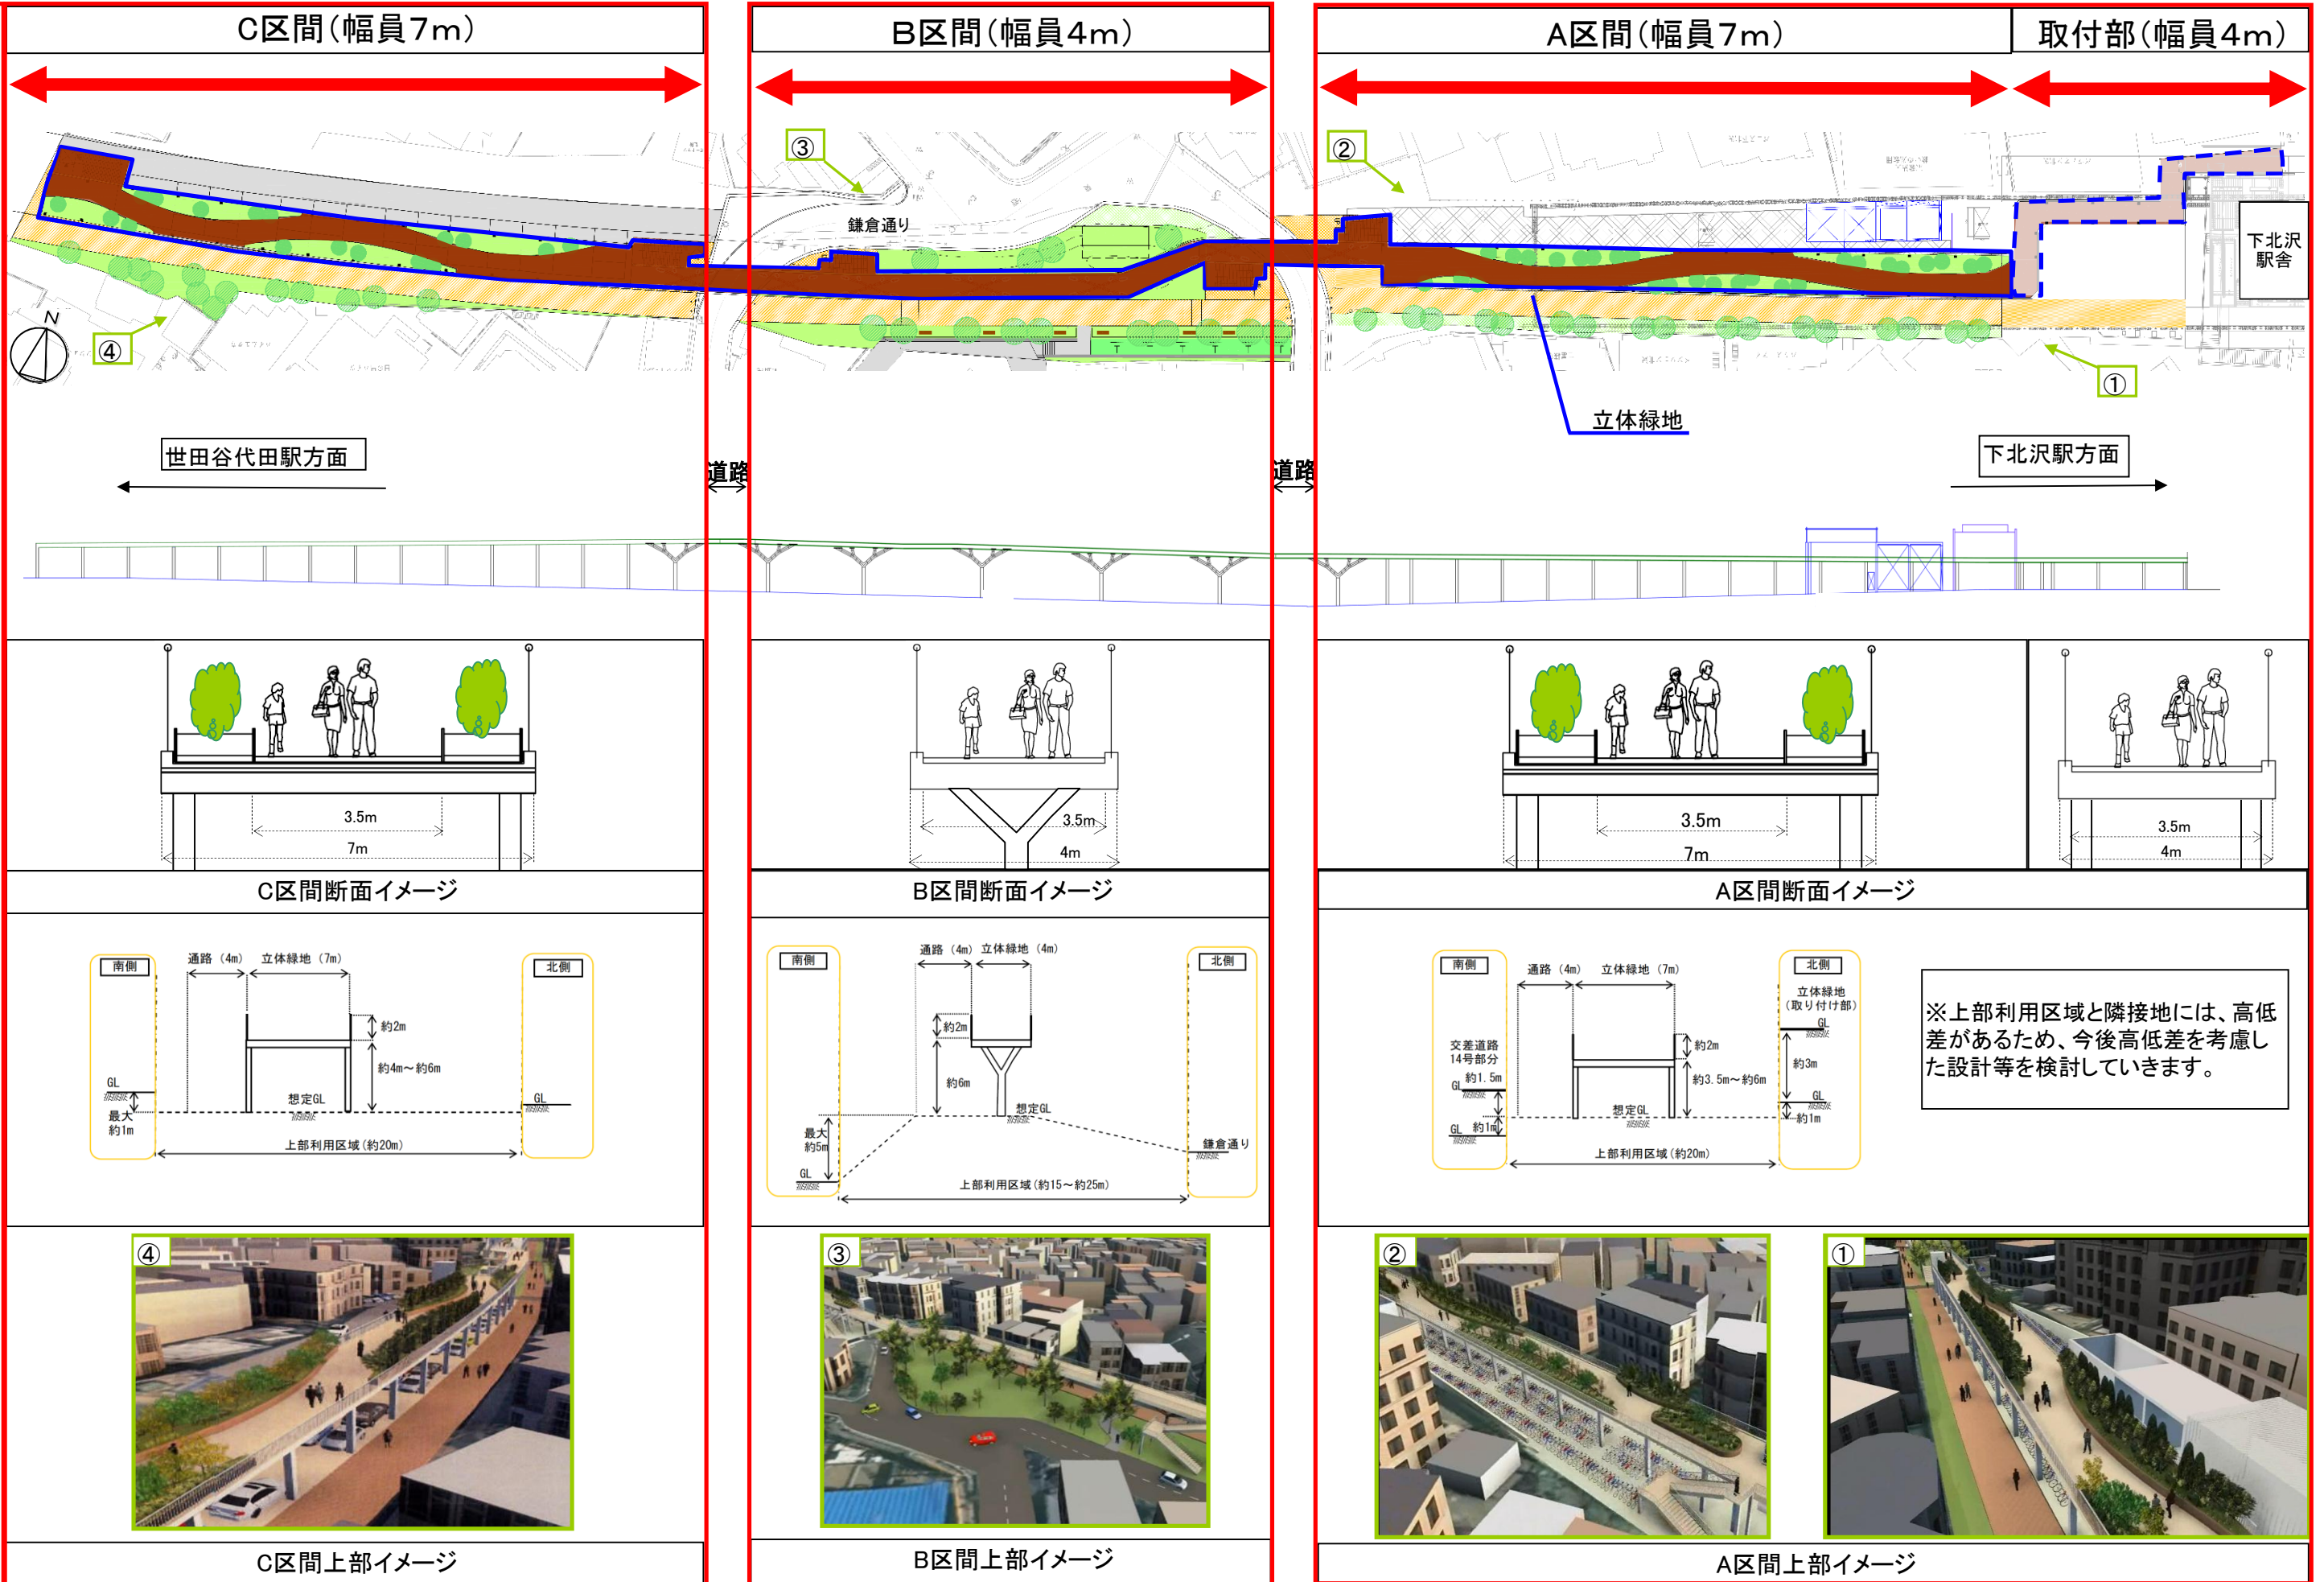 C区間(幅員7m)
B区間(幅員4m)
A区間(幅員7m)
取付部(幅員4m)
③
②
鎌倉通り
下北沢
駅舎
N
④
①
立体緑地
世田谷代田駅方面
道路
道路
下北沢駅方面
3.5m
7m
3.5m
4m
3.5m
7m
3.5m
4m
C区間断面イメージ
B区間断面イメージ
A区間断面イメージ
南側
通路(4m)
立体緑地(7m)
北側
約2m
約4m~約6m
GL
想定GL
GL
最大
約1m
上部利用区域(約20m)
南側
通路(4m)
立体緑地(4m)
北側
約2m
約6m
想定GL
最大
約5m
鎌倉通り
GL
上部利用区域(約15~約25m)
南側
通路(4m)
立体緑地(7m)
北側
立体緑地
(取り付け部)
GL
交差道路
14号部分
約2m
約3m
約1.5m
GL
約3.5m~約6m
GL
想定GL
約1m
GL
約1m
上部利用区域(約20m)
※上部利用区域と隣接地には、高低
差があるため、今後高低差を考慮し
た設計等を検討していきます。
④
③
②
①
C区間上部イメージ
B区間上部イメージ
A区間上部イメージ